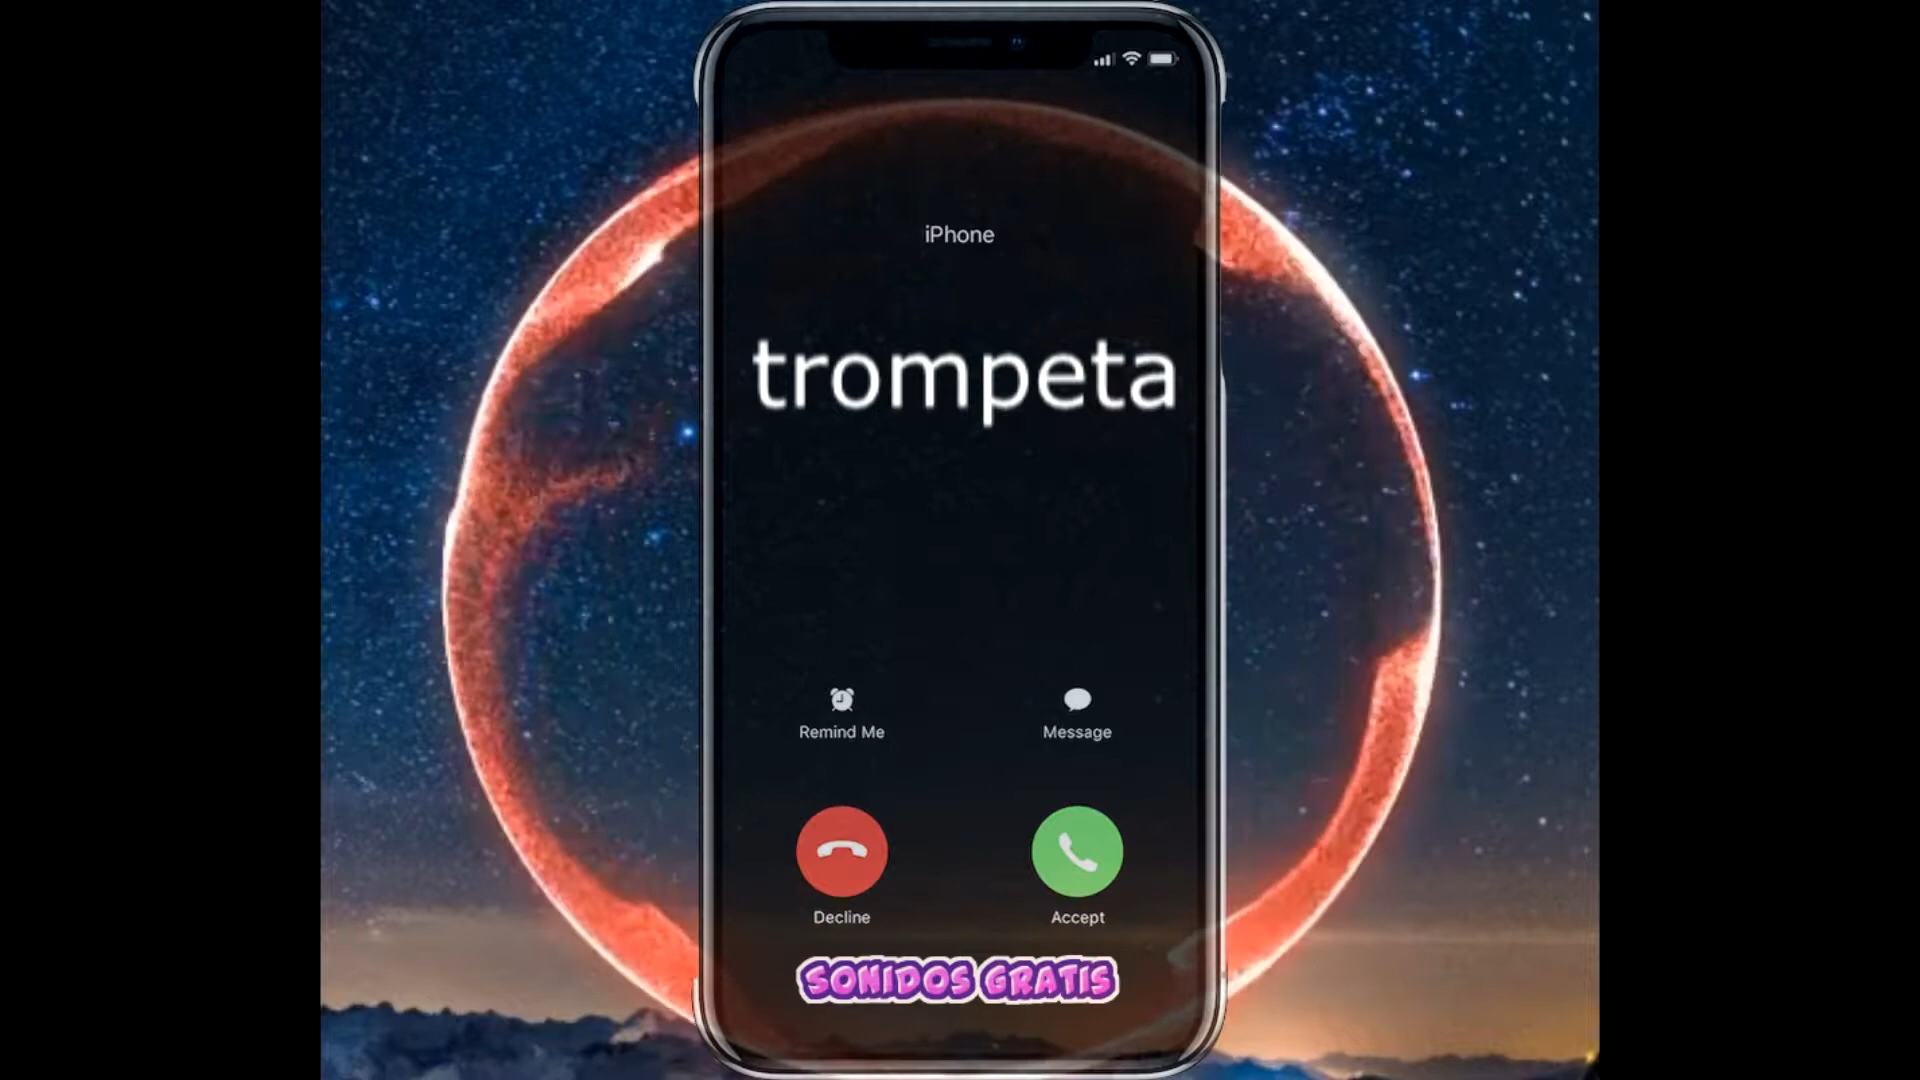 iPhone
trompeta
Remind Me
Message
Decline
Accept
SONIDOS GRATIS